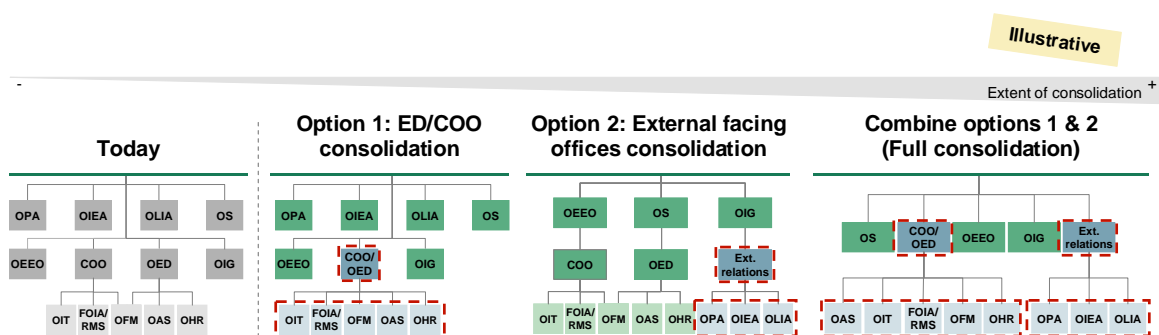 Illustrative
-
+
Extent of consolidation
Today
Option 1: ED/COO
consolidation
Option 2: External facing
offices consolidation
Combine options 1 & 2
(Full consolidation)
OPA OIEA OLIA OS
OEEO COO OED OIG
OIT FOIA/
RMS OFM OAS OHR
OPA OIEA OLIA OS
OEEO COO/
OED OIG
OIT FOIA/
RMS OFM OAS OHR
OEEO OS OIG
COO OED Ext.
relations
OIT FOIA/
RMS OFM OAS OHR OPA OIEA OLIA
OS COO/
OED OEEO OIG Ext.
relations
OAS OIT FOIA/
RMS OFM OHR OPA OIEA OLIA